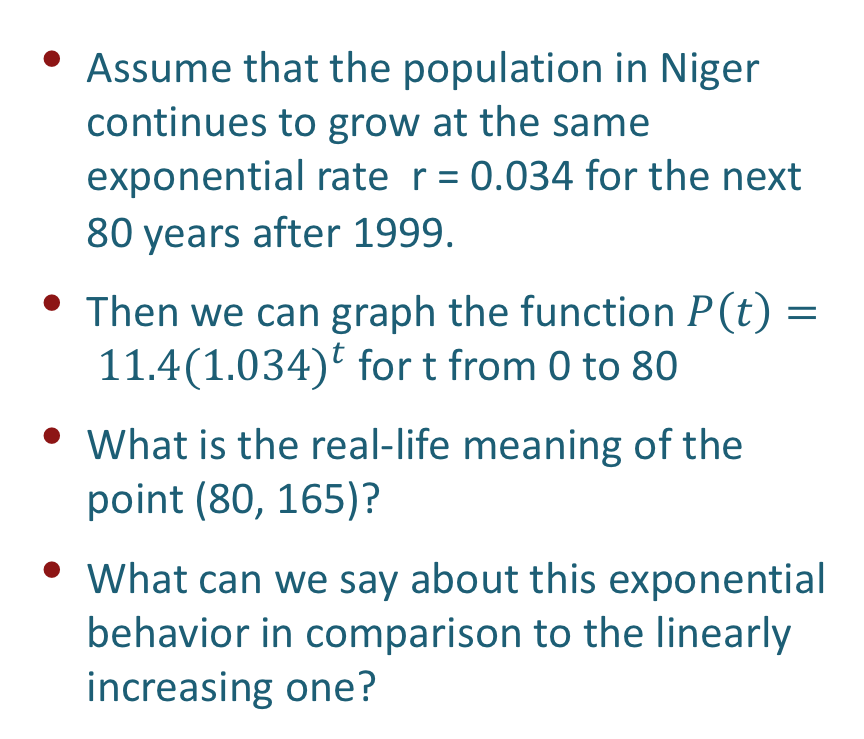 • Assume that the population in Niger
continues to grow at the same
exponential rate  r = 0.034 for the next
80 years after 1999.
• Then we can graph the function 𝑃(𝑡) =
11.4(1.034)^𝑡 for t from 0 to 80
• What is the real-life meaning of the
point (80, 165)?
• What can we say about this exponential
behavior in comparison to the linearly
increasing one?